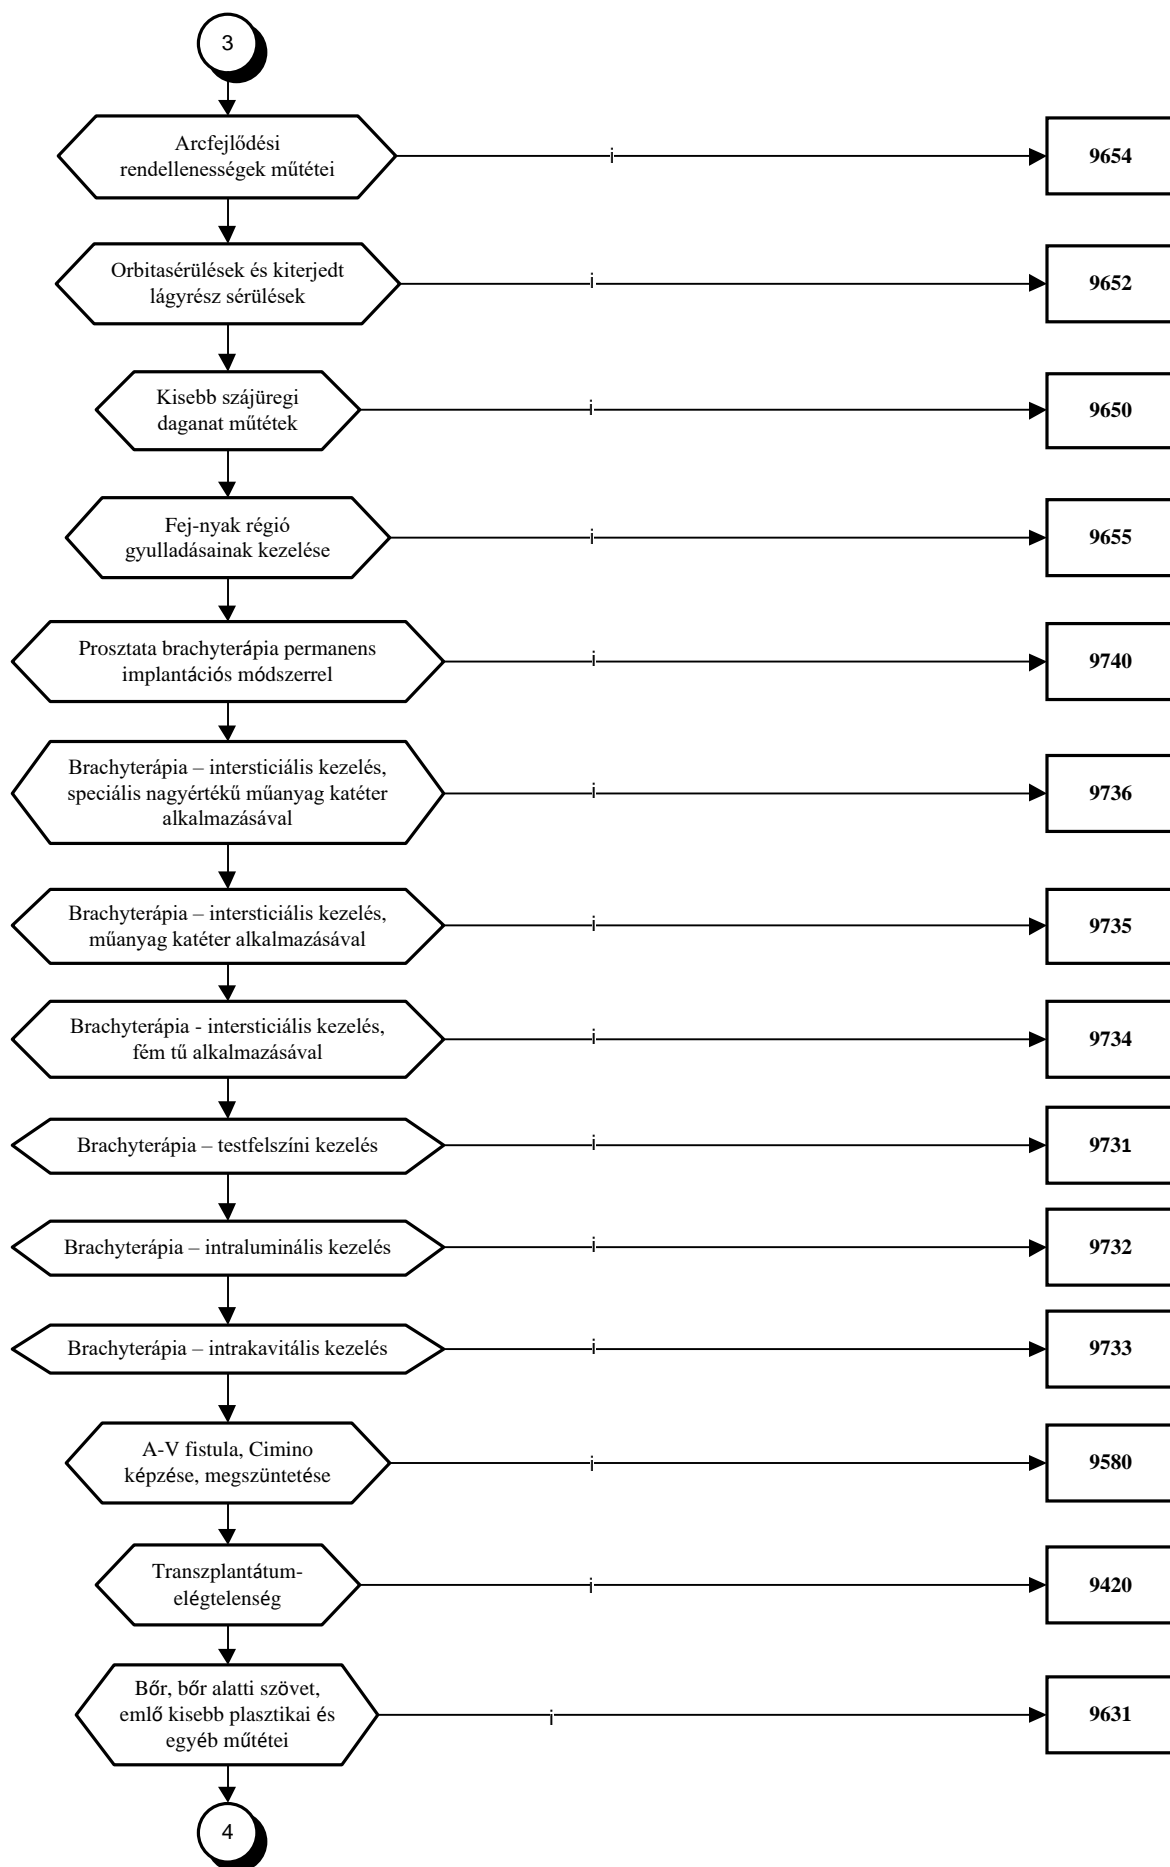 3
Arcfejlődési
rendellenességek műtétei
i
9654
Orbitasérülések és kiterjedt
lágyrész sérülések
i
9652
Kisebb szájüregi
daganat műtétek
i
9650
Fej-nyak régió
gyulladásainak kezelése
i
9655
Prosztata brachyterápia permanens
implantációs módszerrel
i
9740
Brachyterápia – intersticiális kezelés,
speciális nagyértékű műanyag katéter
alkalmazásával
i
9736
Brachyterápia – intersticiális kezelés,
műanyag katéter alkalmazásával
i
9735
Brachyterápia - intersticiális kezelés,
fém tű alkalmazásával
i
9734
Brachyterápia – testfelszíni kezelés
i
9731
Brachyterápia – intraluminális kezelés
i
9732
Brachyterápia – intrakavitális kezelés
i
9733
A-V fistula, Cimino
képzése, megszüntetése
i
9580
Transzplantátum-
elégtelenség
i
9420
Bőr, bőr alatti szövet,
emlő kisebb plasztikai és
egyéb műtétei
i
9631
4